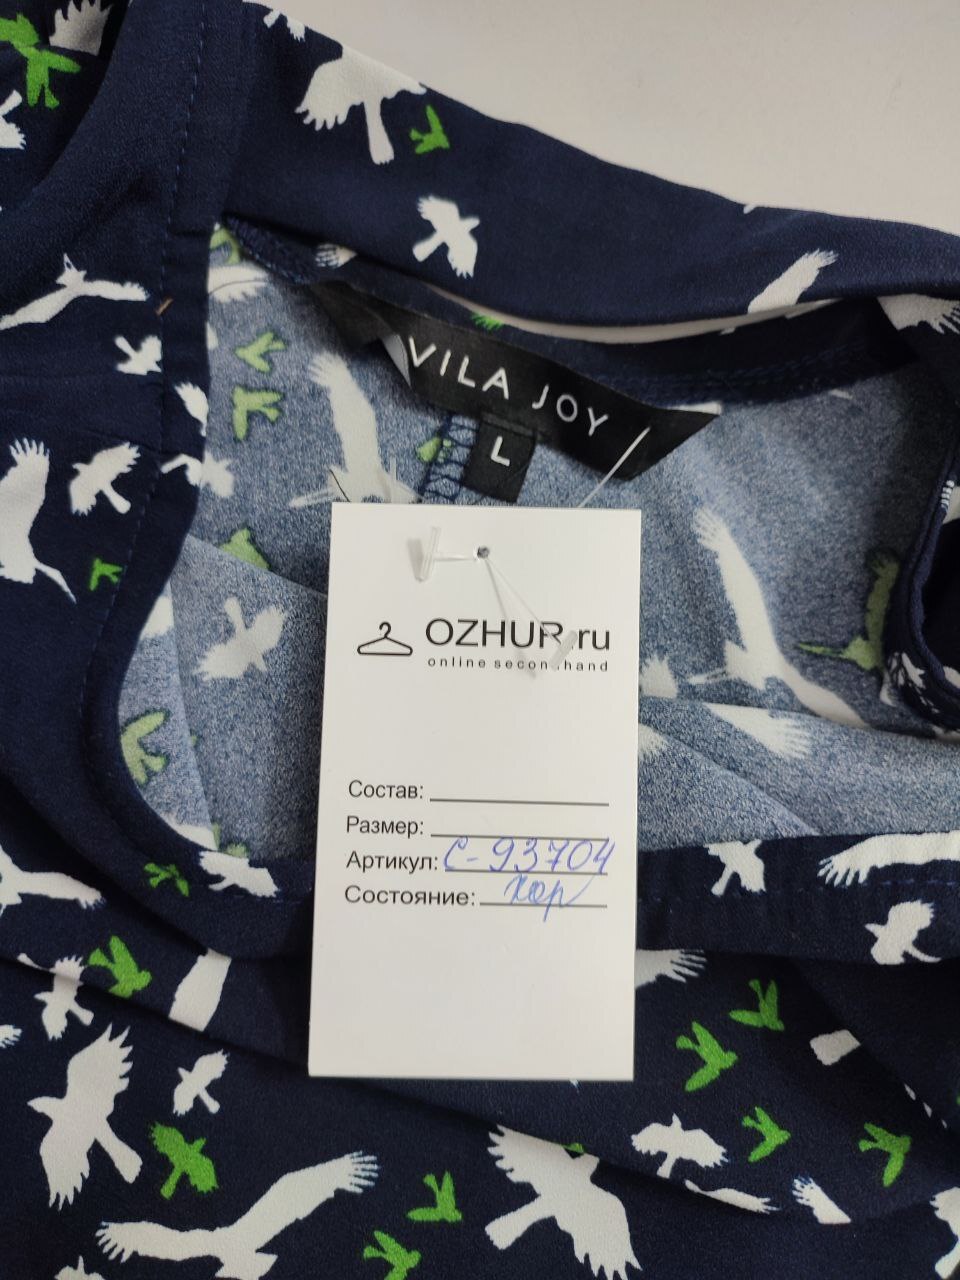 VILA JOY
L
OZHUR.ru
online second hand
Состав:
Размер:
Артикул: С-93704
Состояние: хор